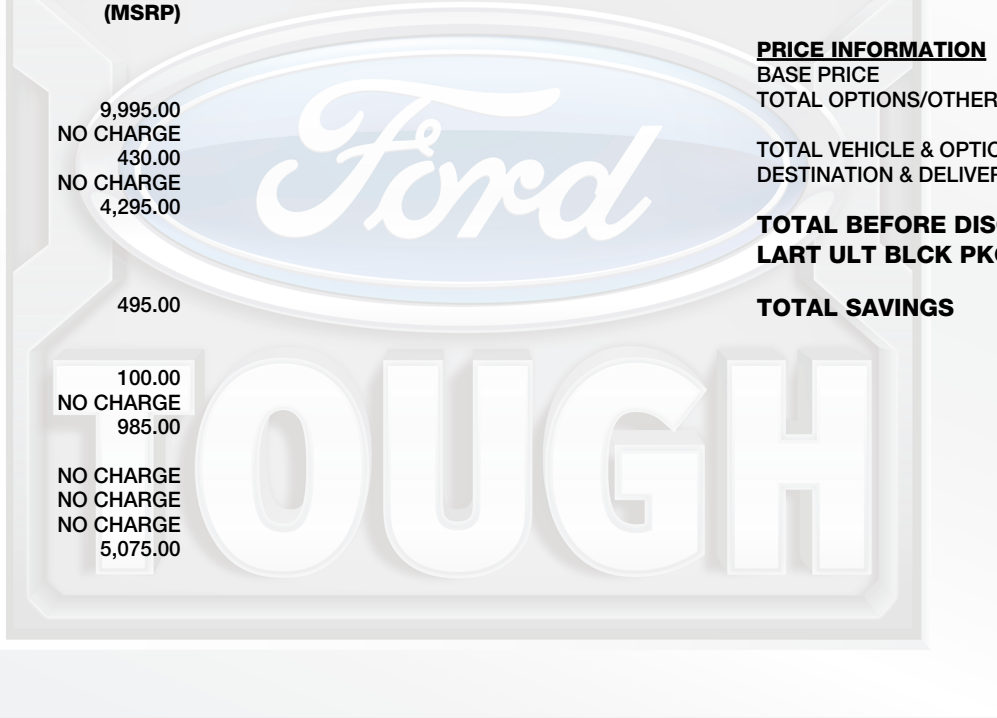 (MSRP)
9,995.00
NO CHARGE
430.00
NO CHARGE
4,295.00
495.00
100.00
NO CHARGE
985.00
NO CHARGE
NO CHARGE
NO CHARGE
5,075.00
PRICE INFORMATION
BASE PRICE
TOTAL OPTIONS/OTHER
TOTAL VEHICLE & OPTIO
DESTINATION & DELIVER
TOTAL BEFORE DIS
LART ULT BLCK PK
TOTAL SAVINGS
Ford
TOUGH